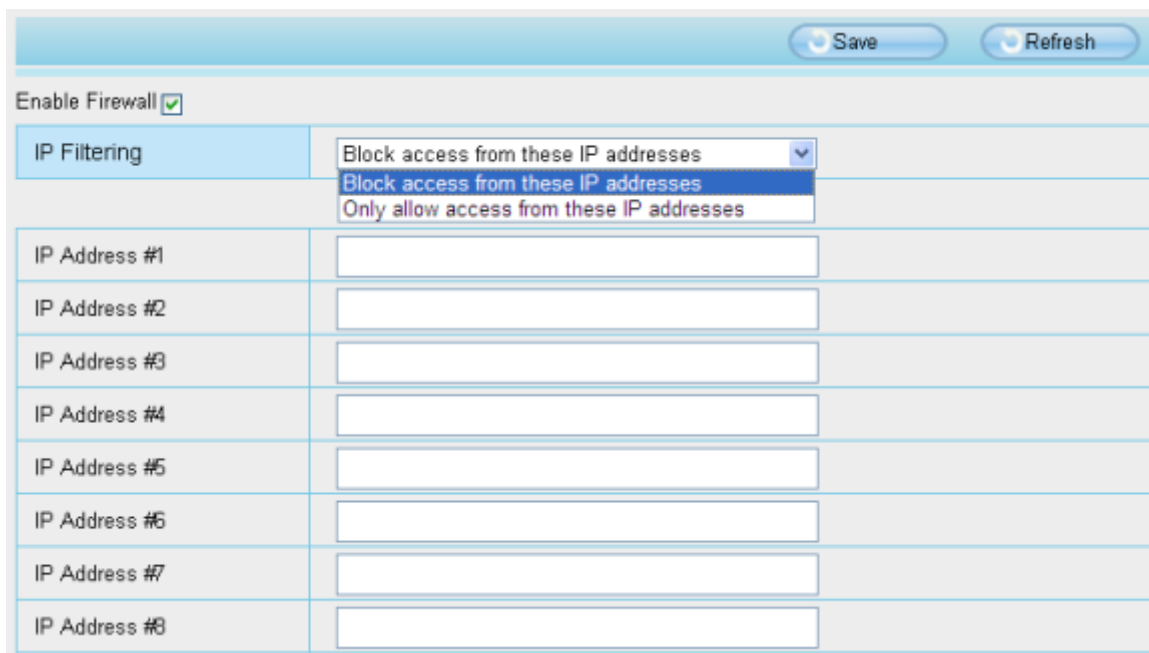 Save Refresh
Enable Firewall
IP Filtering Block access from these IP addresses
Block access from these IP addresses
Only allow access from these IP addresses
IP Address #1
IP Address #2
IP Address #3
IP Address #4
IP Address #5
IP Address #6
IP Address #7
IP Address #8